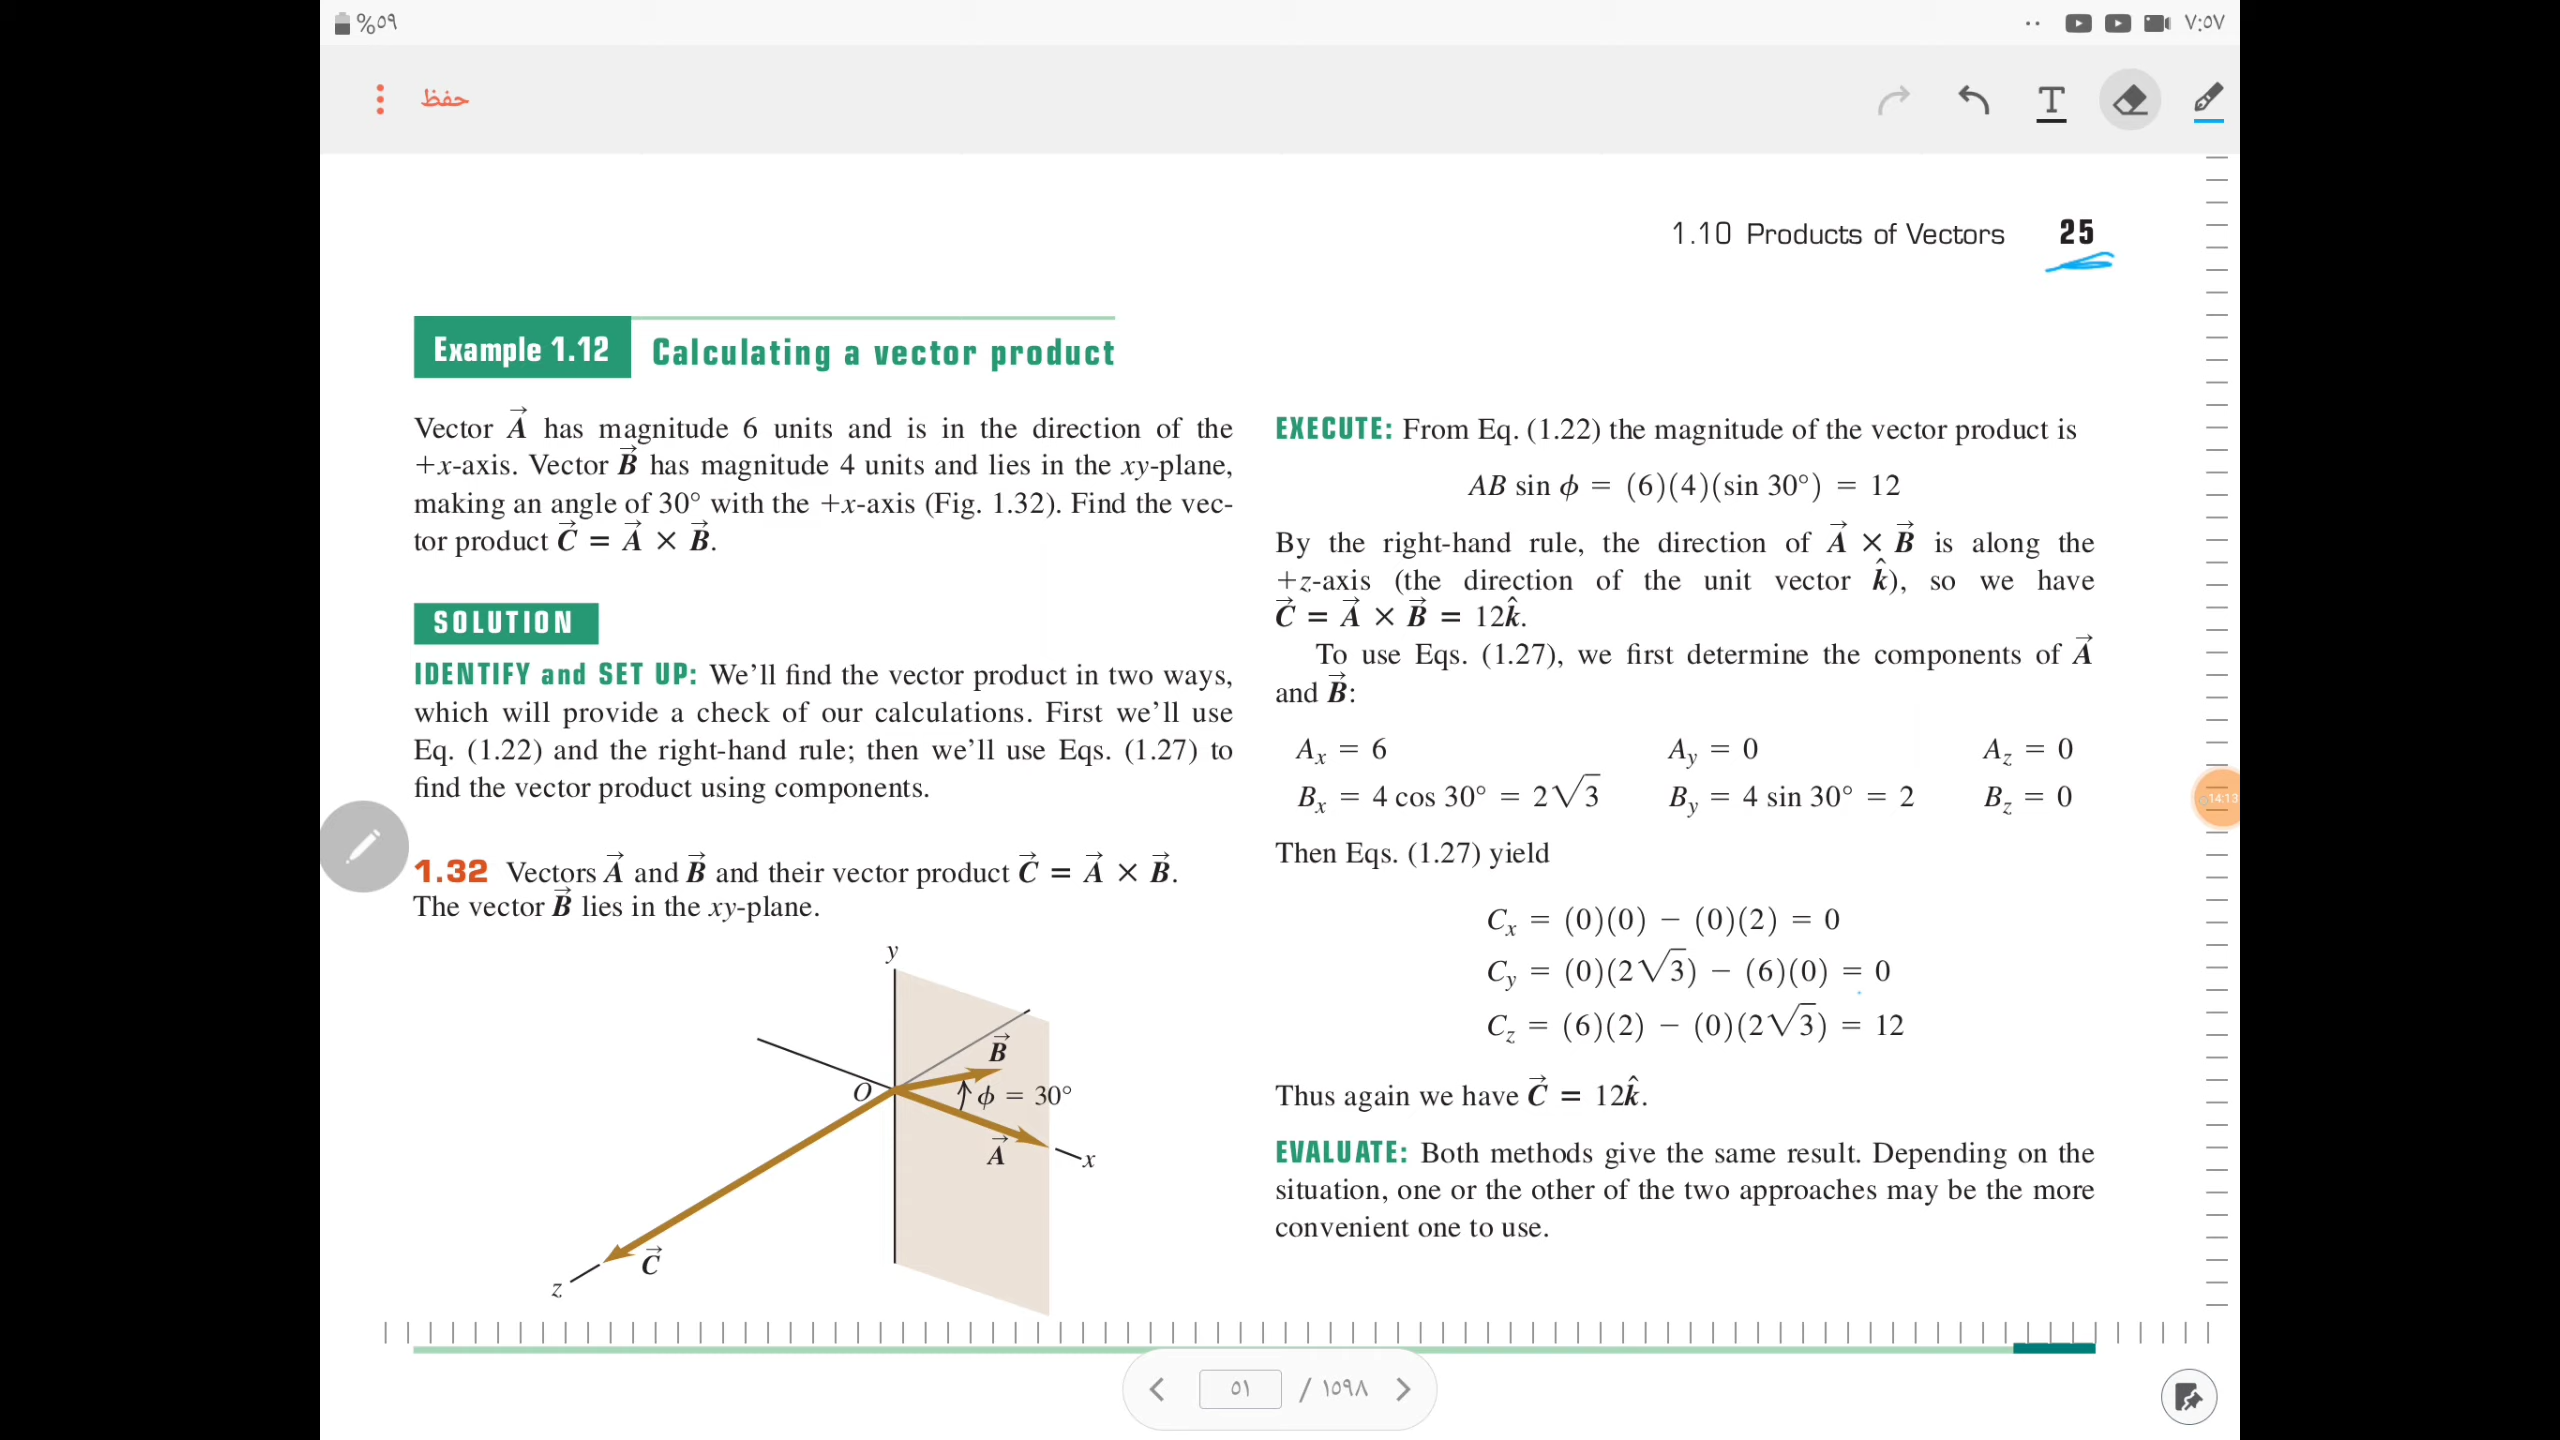 %٥٩
٧:٥٧
حفظ
T
1.10 Products of Vectors 25
Example 1.12 Calculating a vector product
Vector A⃗ has magnitude 6 units and is in the direction of the
+x-axis. Vector B⃗ has magnitude 4 units and lies in the xy-plane,
making an angle of 30° with the +x-axis (Fig. 1.32). Find the vec-
tor product C⃗ = A⃗ × B⃗.
SOLUTION
IDENTIFY and SET UP: We’ll find the vector product in two ways,
which will provide a check of our calculations. First we’ll use
Eq. (1.22) and the right-hand rule; then we’ll use Eqs. (1.27) to
find the vector product using components.
1.32 Vectors A⃗ and B⃗ and their vector product C⃗ = A⃗ × B⃗.
The vector B⃗ lies in the xy-plane.
y
B⃗
O
ϕ = 30°
A⃗
x
C⃗
z
EXECUTE: From Eq. (1.22) the magnitude of the vector product is
AB sin ϕ = (6)(4)(sin 30°) = 12
By the right-hand rule, the direction of A⃗ × B⃗ is along the
+z-axis (the direction of the unit vector k̂), so we have
C⃗ = A⃗ × B⃗ = 12k̂.
To use Eqs. (1.27), we first determine the components of A⃗
and B⃗:
Aₓ = 6 A_y = 0 A_z = 0
Bₓ = 4 cos 30° = 2√3 B_y = 4 sin 30° = 2 B_z = 0
Then Eqs. (1.27) yield
Cₓ = (0)(0) − (0)(2) = 0
C_y = (0)(2√3) − (6)(0) = 0
C_z = (6)(2) − (0)(2√3) = 12
Thus again we have C⃗ = 12k̂.
EVALUATE: Both methods give the same result. Depending on the
situation, one or the other of the two approaches may be the more
convenient one to use.
14:13
٥١ / ١٥٩٨